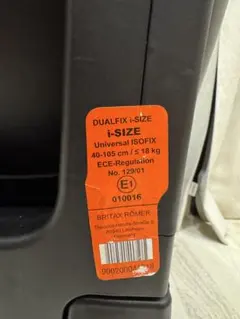 DUALFIX i-SIZE
i-SIZE
Universal ISOFIX
40-105 cm / ≤ 18 kg
ECE-Regulation
No. 129/01
E1
010016
BRITAX RÖMER
Germany